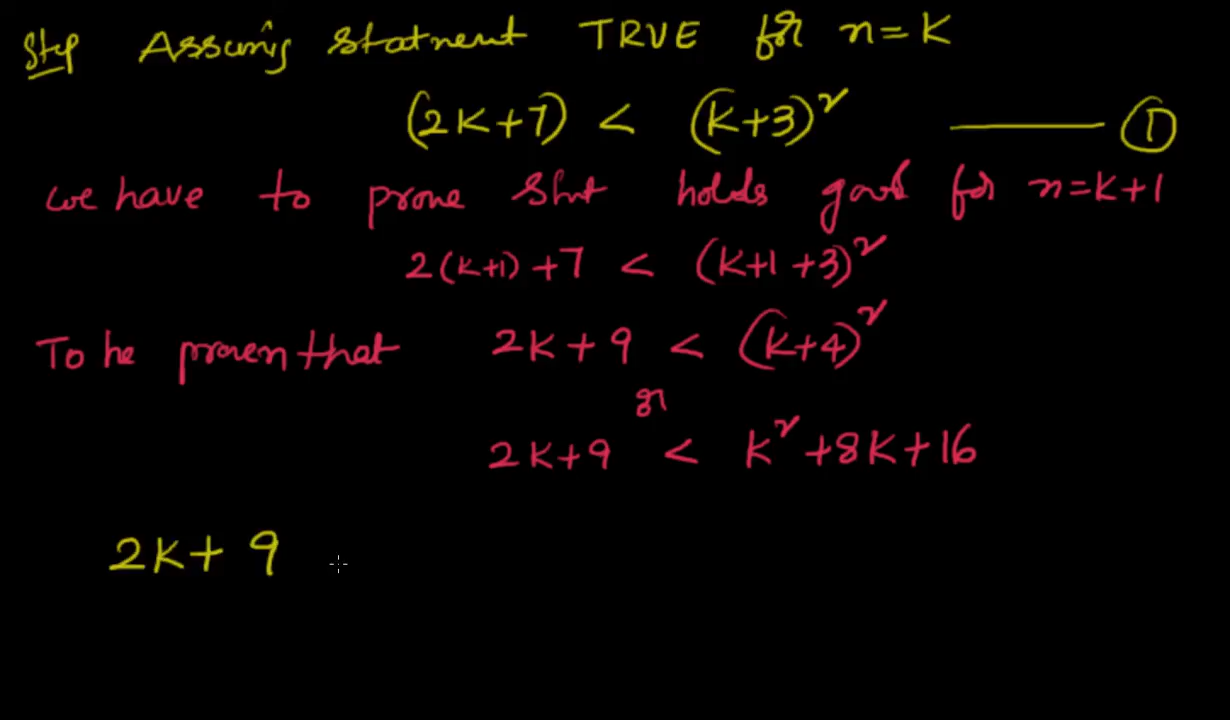 Step Assuming statnent TRUE for n=K
(2K+7) < (K+3)² ——— ①
we have to prove Stmt holds good for n=K+1
2(K+1)+7 < (K+1+3)²
To be proven that 2K+9 < (K+4)²
or
2K+9 < K²+8K+16
2K+9